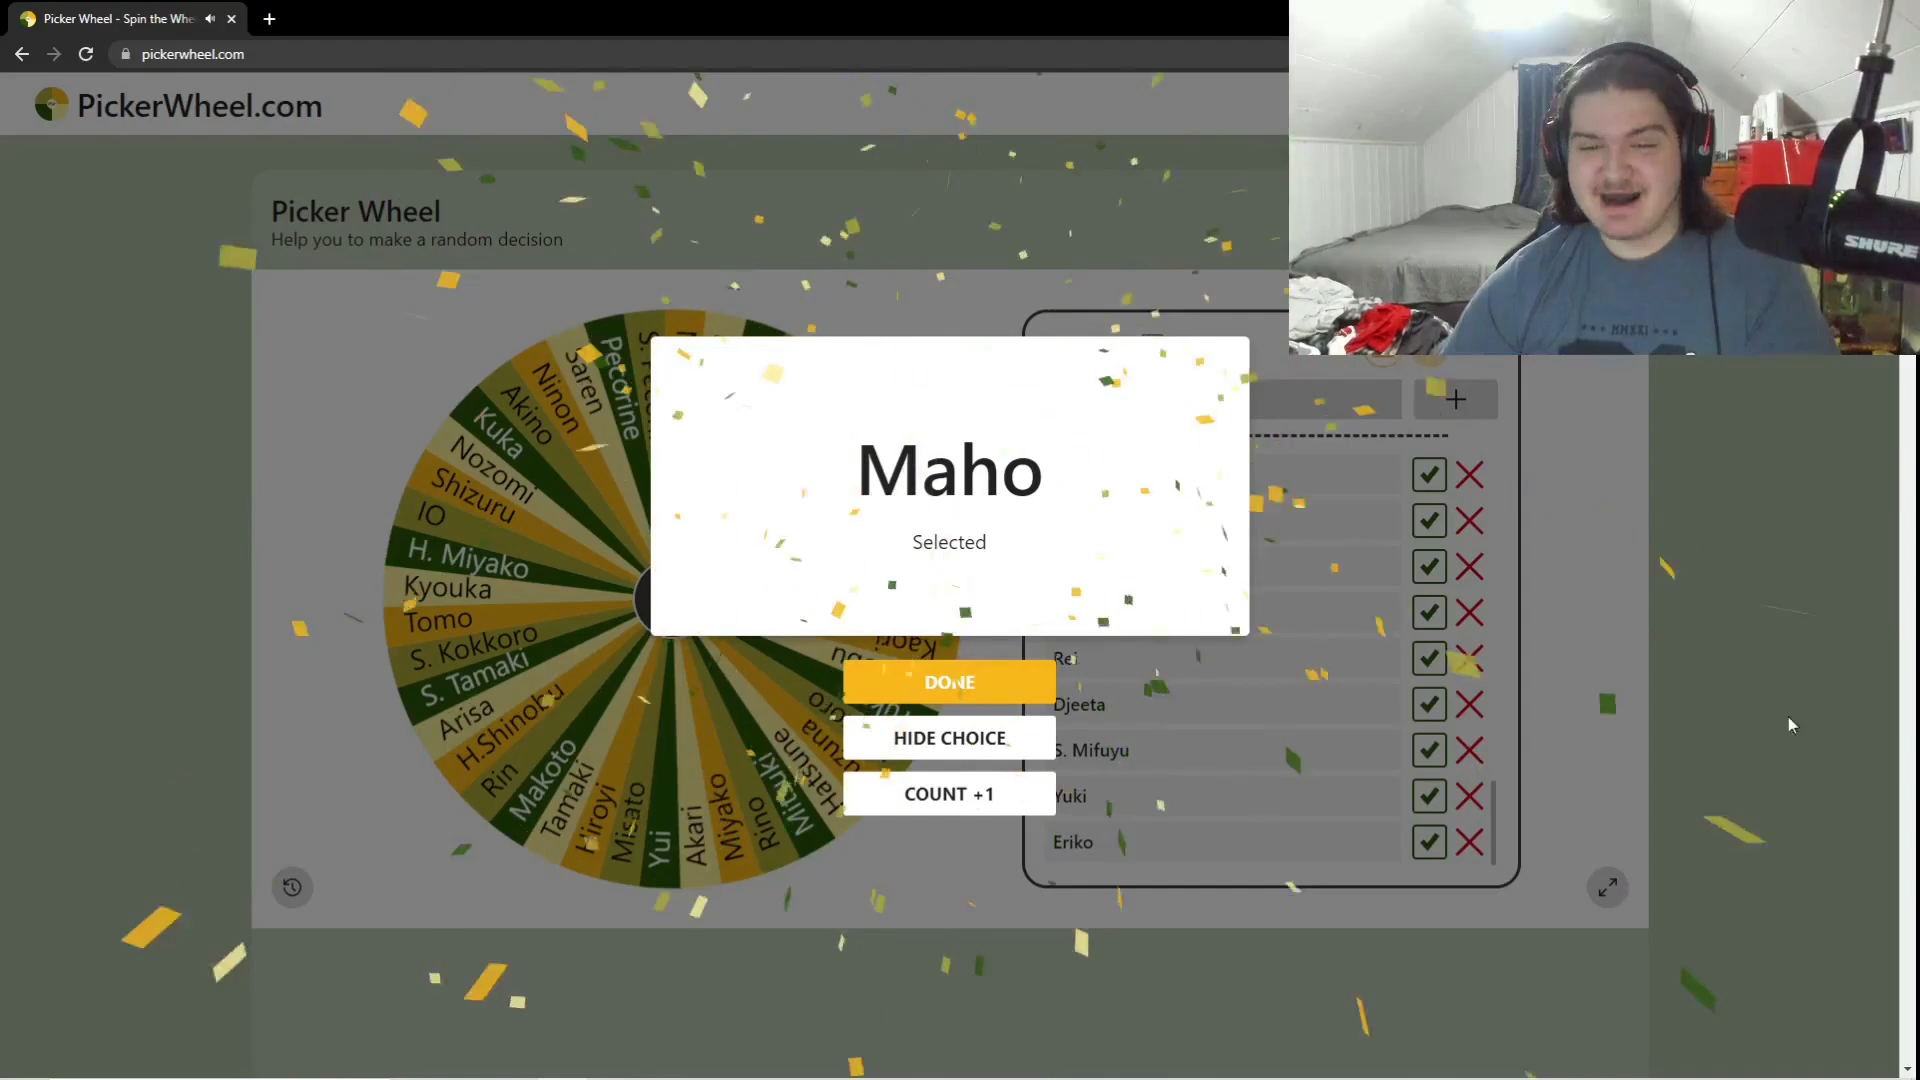 Picker Wheel - Spin the Whe
pickerwheel.com
PickerWheel.com
Picker Wheel
Help you to make a random decision
Pecorine
Saren
Ninon
Akino
Kuka
Nozomi
Shizuru
IO
H. Miyako
Kyouka
Tomo
S. Kokkoro
S. Tamaki
Arisa
H.Shinobu
Rin
Makoto
Tamaki
Hiroyi
Misato
Yui
Akari
Miyako
Rino
Mitsuki
Hatsune
Kaori
Maho
Selected
DONE
HIDE CHOICE
COUNT +1
Rei
Djeeta
S. Mifuyu
Yuki
Eriko
SHURE
MMXXI